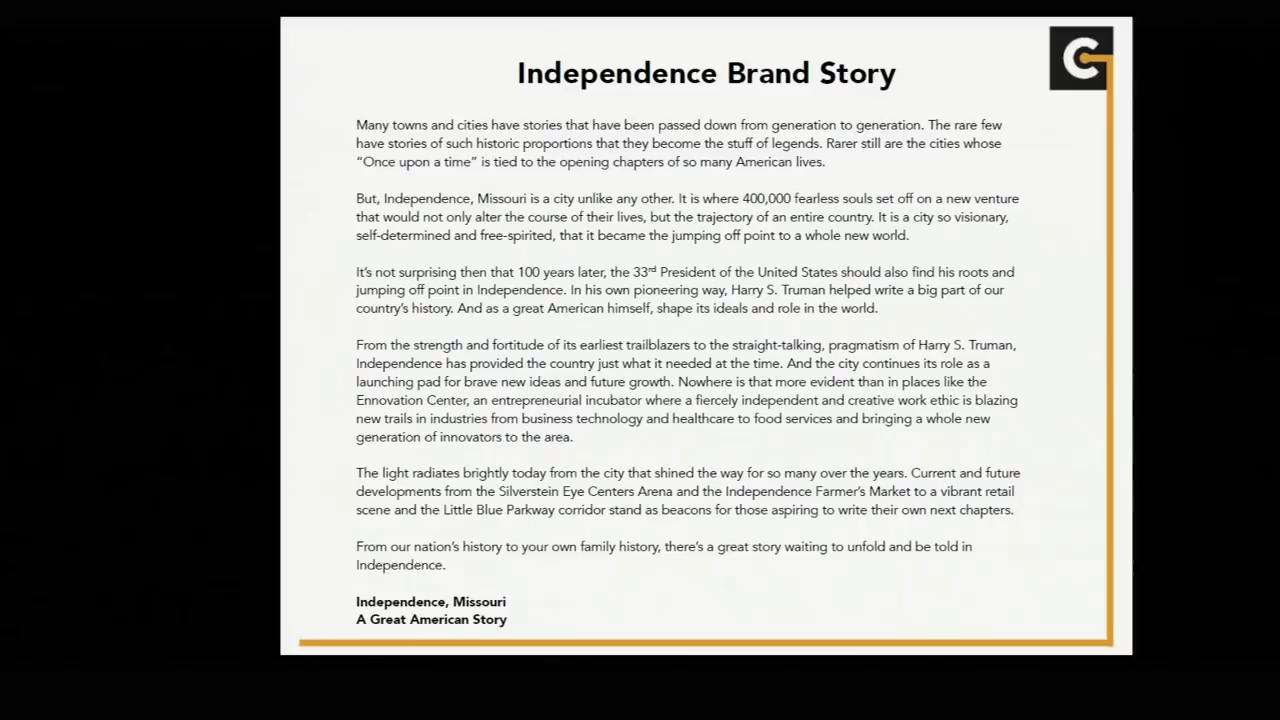 Independence Brand Story
Many towns and cities have stories that have been passed down from generation to generation. The rare few
have stories of such historic proportions that they become the stuff of legends. Rarer still are the cities whose
“Once upon a time” is tied to the opening chapters of so many American lives.
But, Independence, Missouri is a city unlike any other. It is where 400,000 fearless souls set off on a new venture
that would not only alter the course of their lives, but the trajectory of an entire country. It is a city so visionary,
self-determined and free-spirited, that it became the jumping off point to a whole new world.
It’s not surprising then that 100 years later, the 33rd President of the United States should also find his roots and
jumping off point in Independence. In his own pioneering way, Harry S. Truman helped write a big part of our
country’s history. And as a great American himself, shape its ideals and role in the world.
From the strength and fortitude of its earliest trailblazers to the straight-talking, pragmatism of Harry S. Truman,
Independence has provided the country just what it needed at the time. And the city continues its role as a
launching pad for brave new ideas and future growth. Nowhere is that more evident than in places like the
Ennovation Center, an entrepreneurial incubator where a fiercely independent and creative work ethic is blazing
new trails in industries from business technology and healthcare to food services and bringing a whole new
generation of innovators to the area.
The light radiates brightly today from the city that shined the way for so many over the years. Current and future
developments from the Silverstein Eye Centers Arena and the Independence Farmer’s Market to a vibrant retail
scene and the Little Blue Parkway corridor stand as beacons for those aspiring to write their own next chapters.
From our nation’s history to your own family history, there’s a great story waiting to unfold and be told in
Independence.
Independence, Missouri
A Great American Story